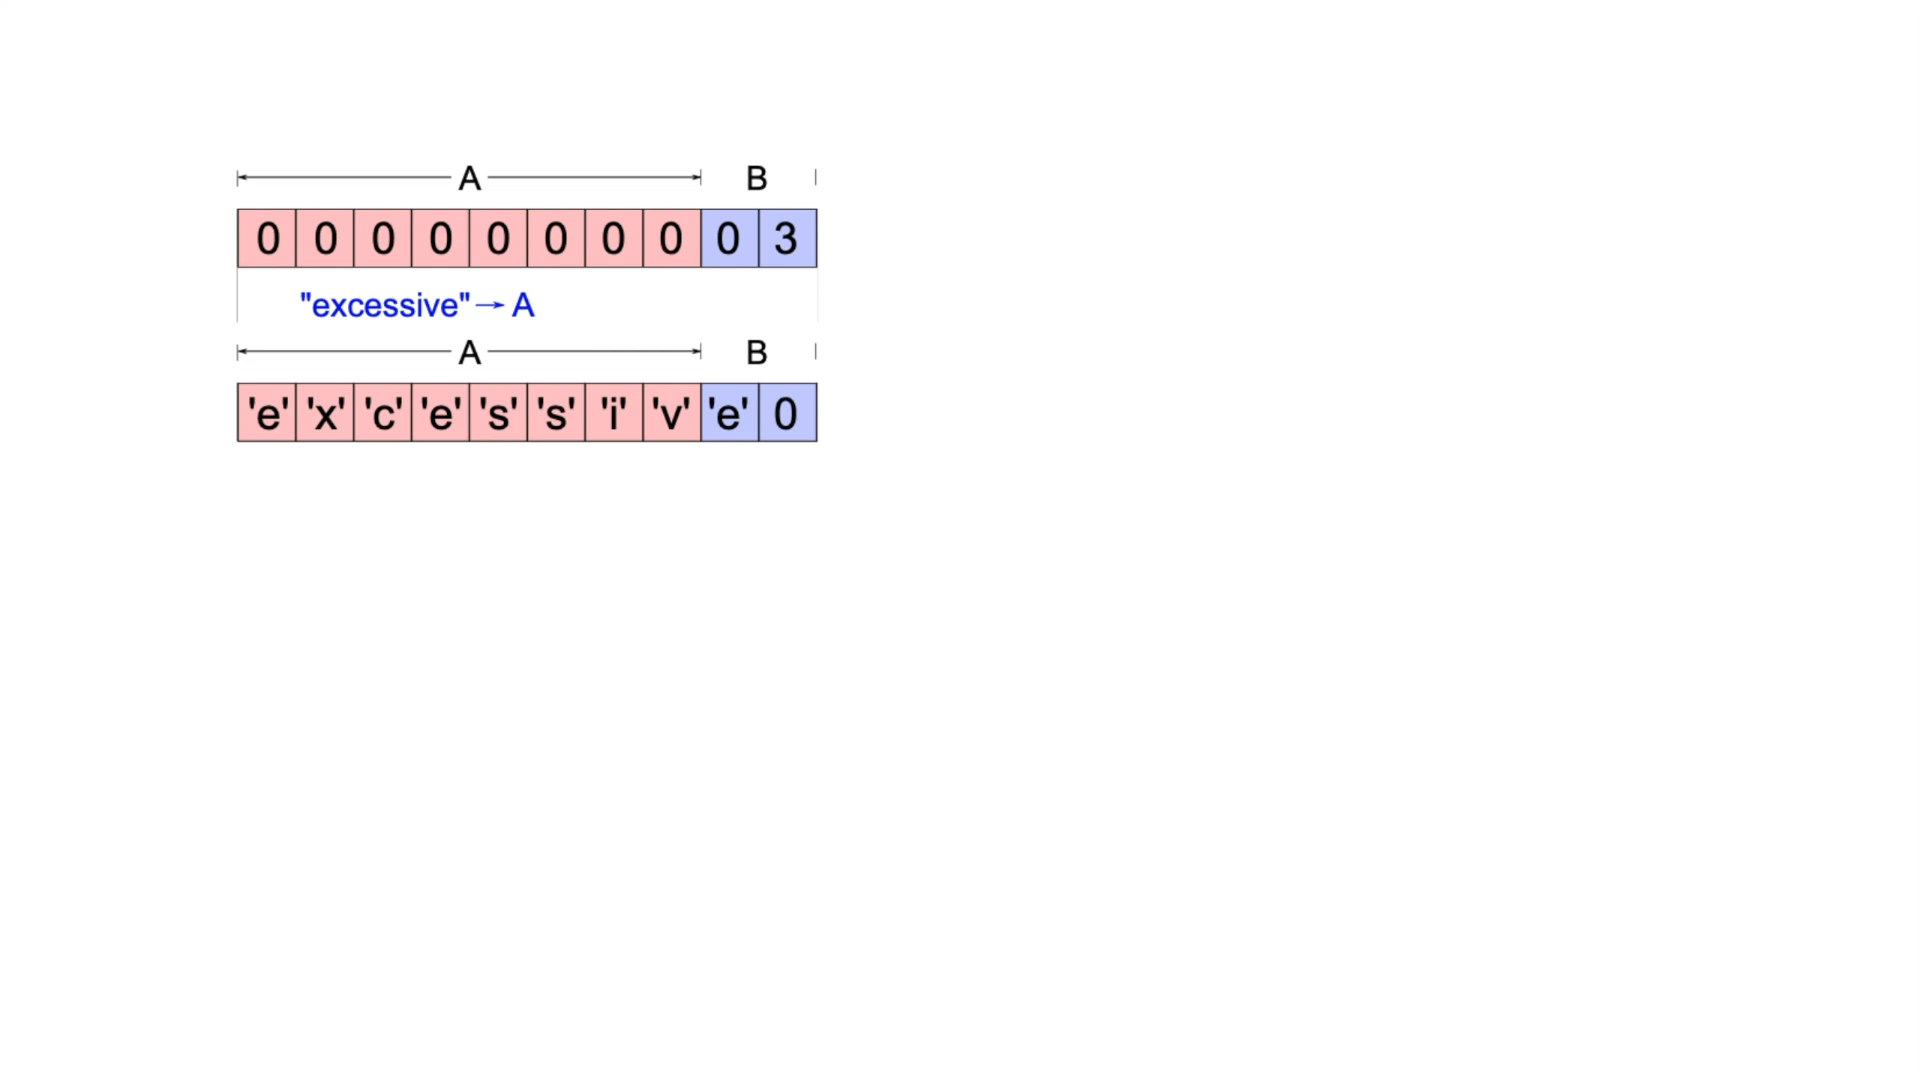 A B
0 0 0 0 0 0 0 0 0 3
"excessive"→A
A B
'e' 'x' 'c' 'e' 's' 's' 'i' 'v' 'e' 0